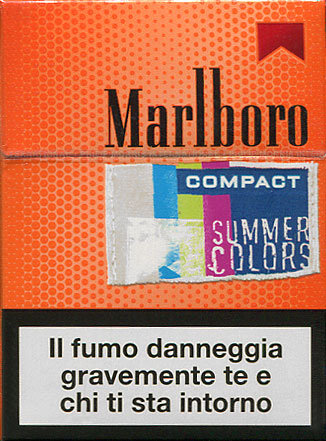 Marlboro
COMPACT
SUMMER
COLORS
Il fumo danneggia
gravemente te e
chi ti sta intorno